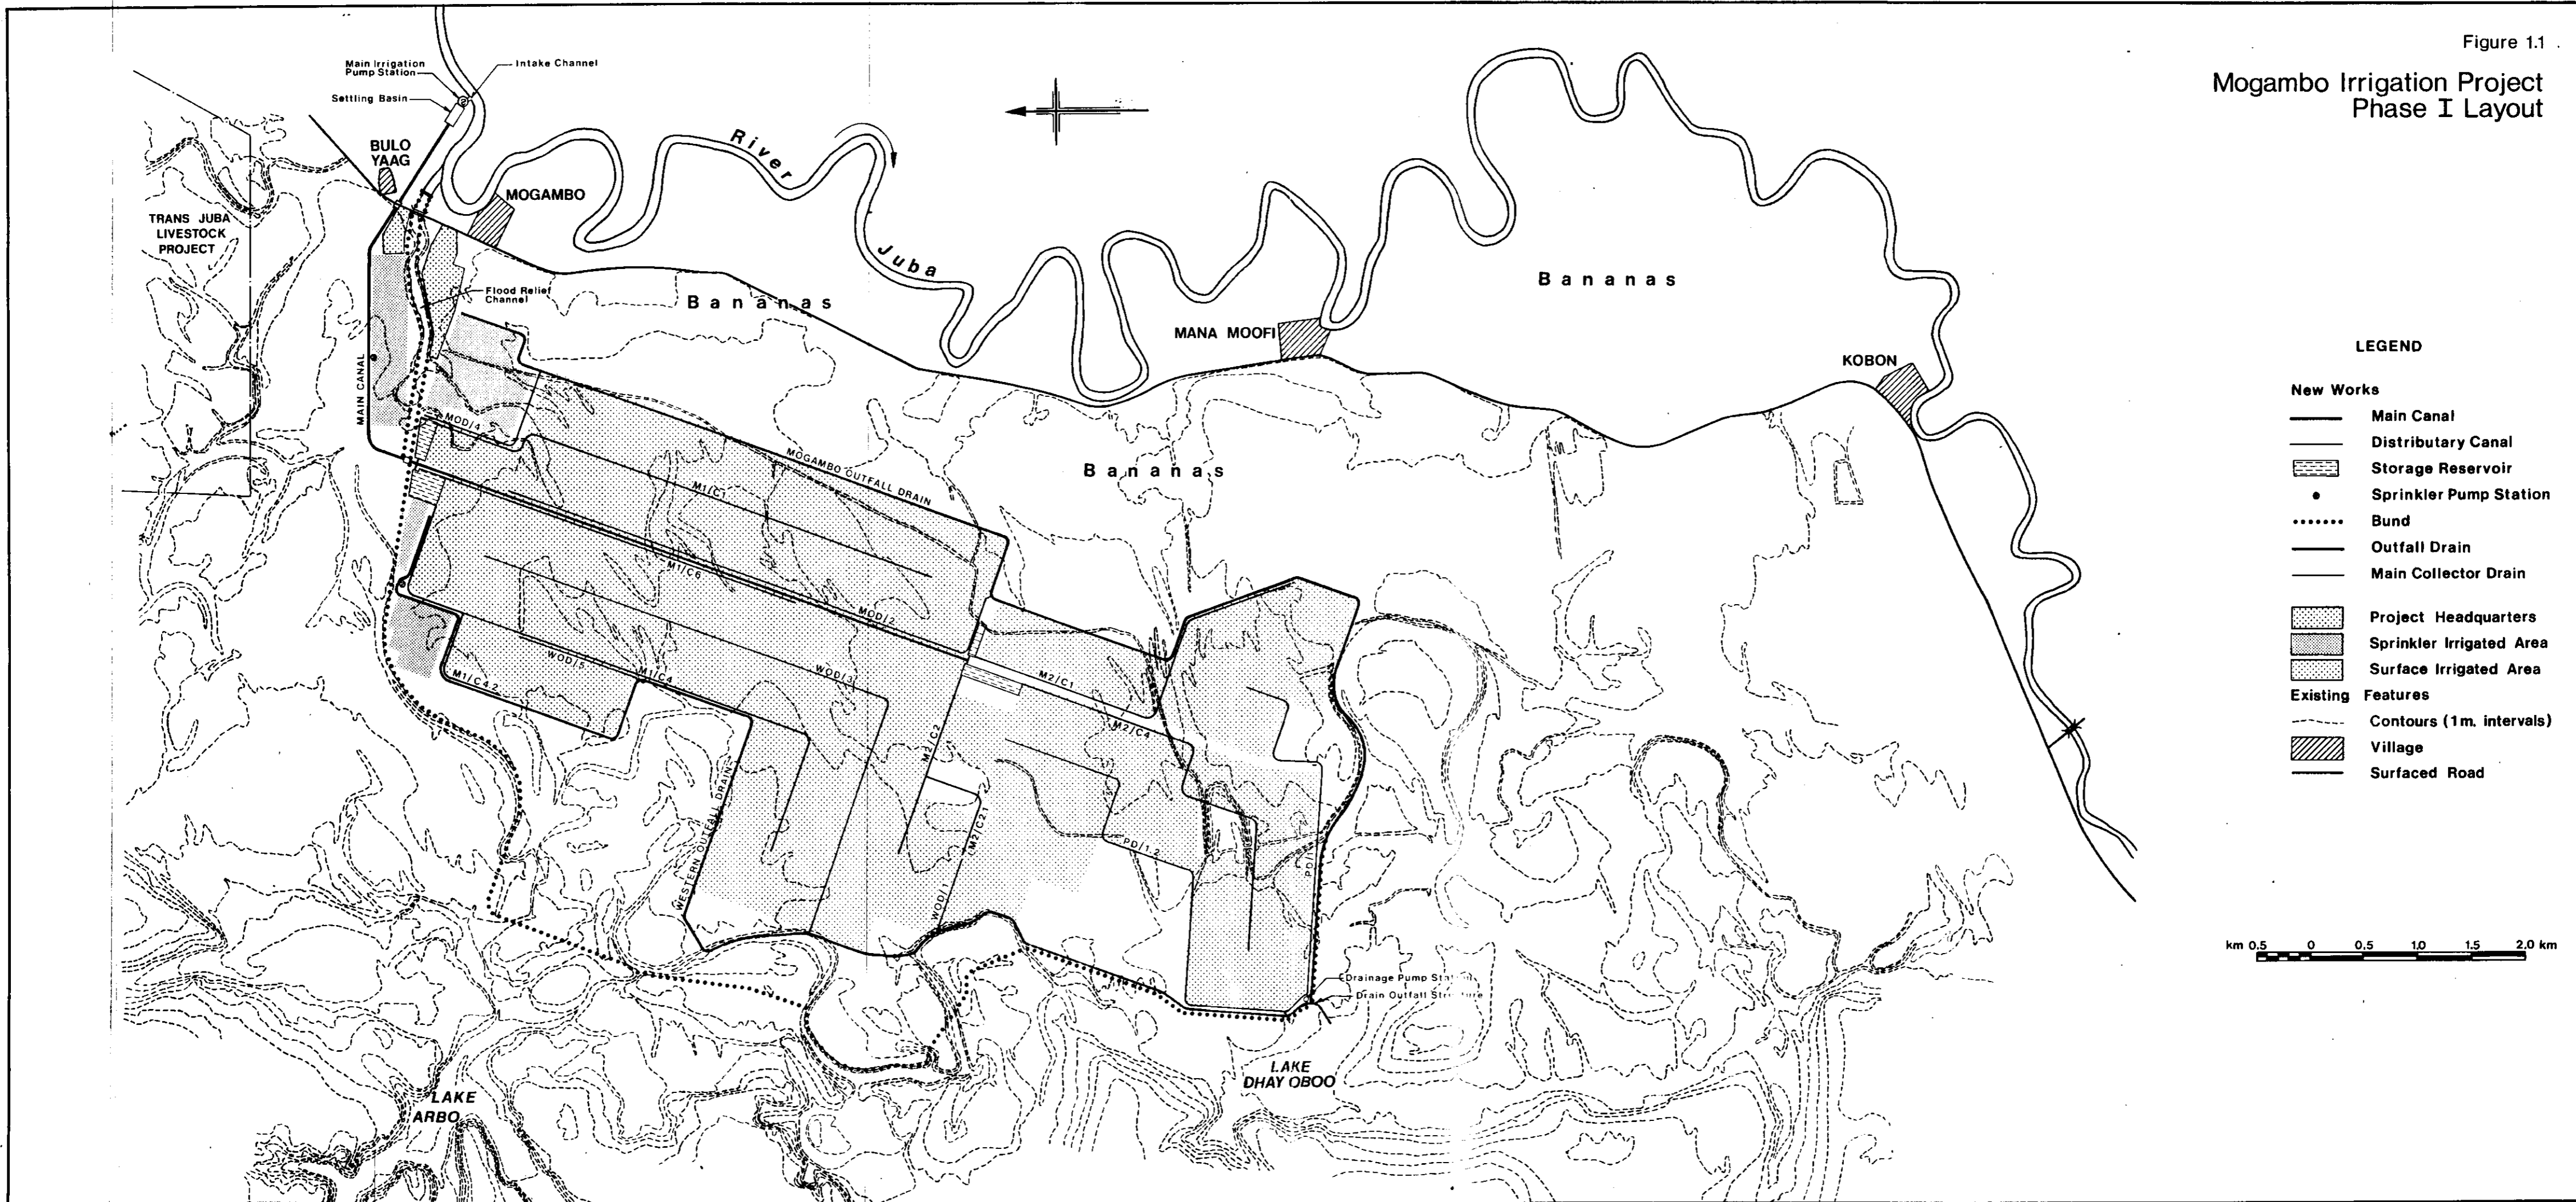 Figure 1.1
Mogambo Irrigation Project
Phase I Layout
Main Irrigation
Pump Station
Intake Channel
Settling Basin
BULO
YAAG
MOGAMBO
TRANS JUBA
LIVESTOCK
PROJECT
River
Juba
Flood Relief
Channel
Bananas
Bananas
Bananas
MANA MOOFI
KOBON
MAIN CANAL
MOD/4
MOGAMBO OUTFALL DRAIN
M1/C1
M1/C6
MOD/2
WOD/5
M1/C4
M1/C4.2
WOD/3
M2/C1
M2/C4
M2/C2
M2/C2.1
WESTERN OUTFALL DRAIN
WOD/1
PD/1.2
Drainage Pump
Drain Outfall
LAKE
DHAY OBOO
LAKE
ARBO
LEGEND
New Works
Main Canal
Distributary Canal
Storage Reservoir
Sprinkler Pump Station
Bund
Outfall Drain
Main Collector Drain
Project Headquarters
Sprinkler Irrigated Area
Surface Irrigated Area
Existing Features
Contours (1m. intervals)
Village
Surfaced Road
km 0.5 0 0.5 1.0 1.5 2.0 km